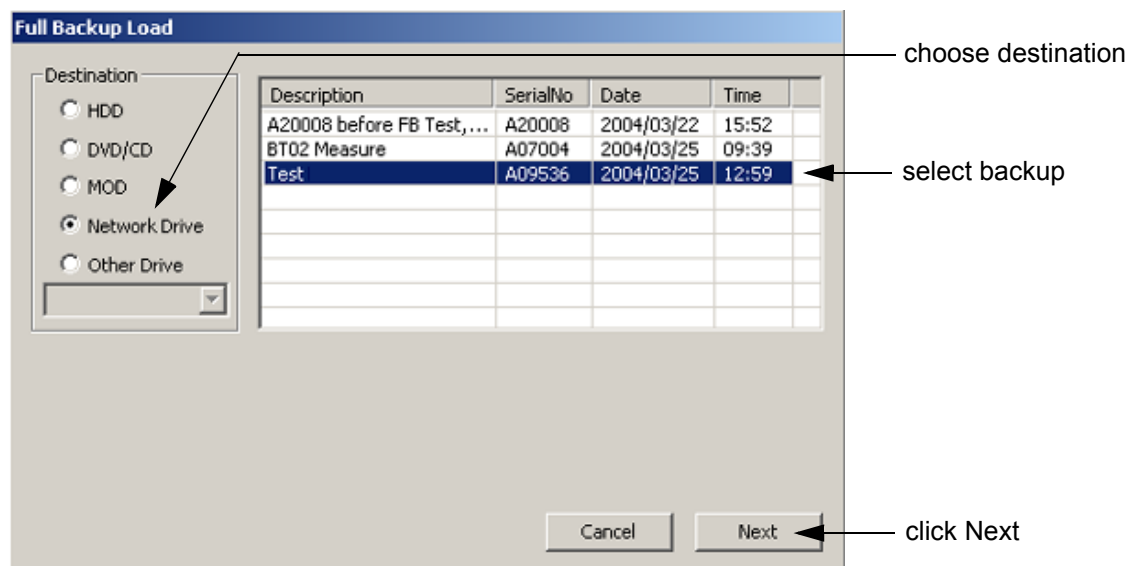 Full Backup Load
choose destination
Destination
HDD
DVD/CD
MOD
Network Drive
Other Drive
Description SerialNo Date Time
A20008 before FB Test,... A20008 2004/03/22 15:52
BT02 Measure A07004 2004/03/25 09:39
Test A09536 2004/03/25 12:59
select backup
Cancel Next
click Next